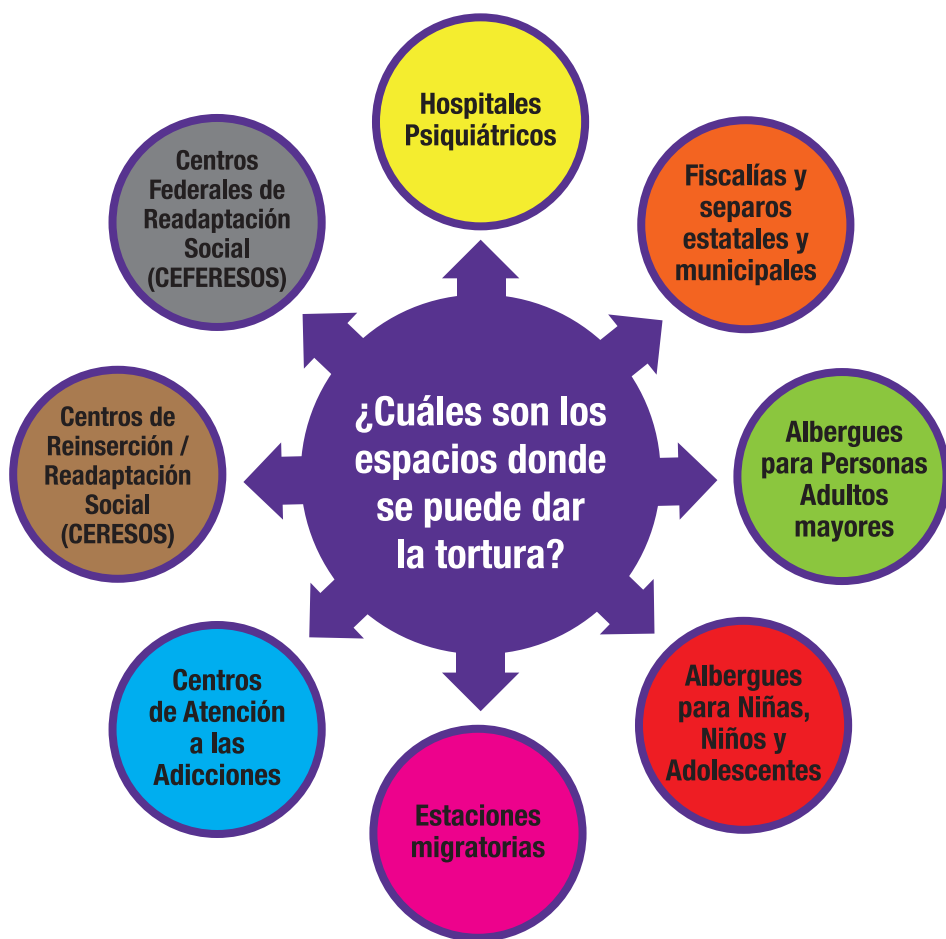 ¿Cuáles son los
espacios donde
se puede dar
la tortura?
Hospitales
Psiquiátricos
Fiscalías y
separos
estatales y
municipales
Albergues
para Personas
Adultos
mayores
Albergues
para Niñas,
Niños y
Adolescentes
Estaciones
migratorias
Centros
de Atención
a las
Adicciones
Centros de
Reinserción /
Readaptación
Social
(CERESOS)
Centros
Federales de
Readaptación
Social
(CEFERESOS)